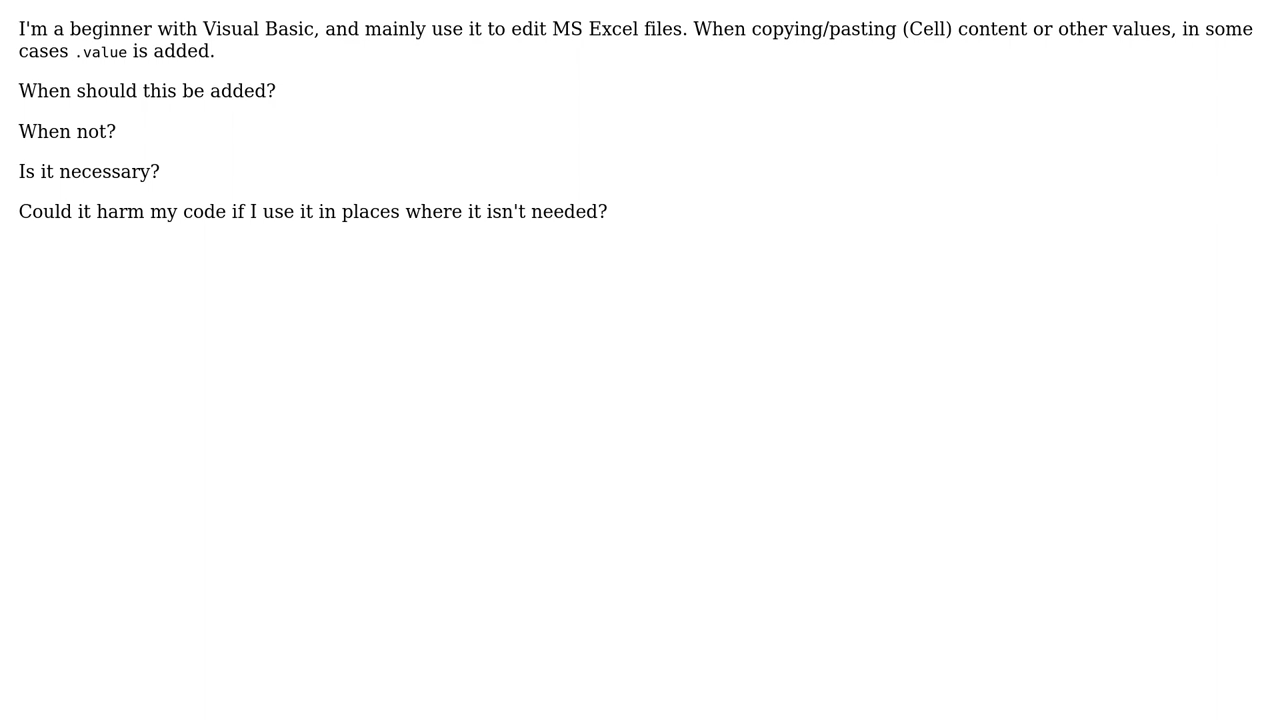 I'm a beginner with Visual Basic, and mainly use it to edit MS Excel files. When copying/pasting (Cell) content or other values, in some
cases .value is added.
When should this be added?
When not?
Is it necessary?
Could it harm my code if I use it in places where it isn't needed?